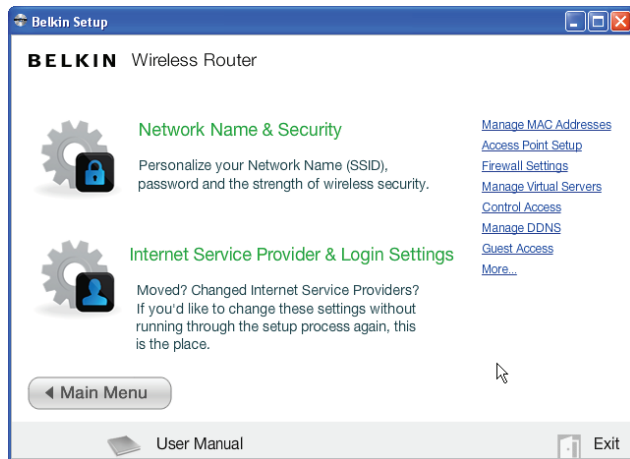 Belkin Setup
BELKIN Wireless Router
Network Name & Security
Personalize your Network Name (SSID),
password and the strength of wireless security.
Internet Service Provider & Login Settings
Moved? Changed Internet Service Providers?
If you'd like to change these settings without
running through the setup process again, this
is the place.
Manage MAC Addresses
Access Point Setup
Firewall Settings
Manage Virtual Servers
Control Access
Manage DDNS
Guest Access
More...
Main Menu
User Manual
Exit